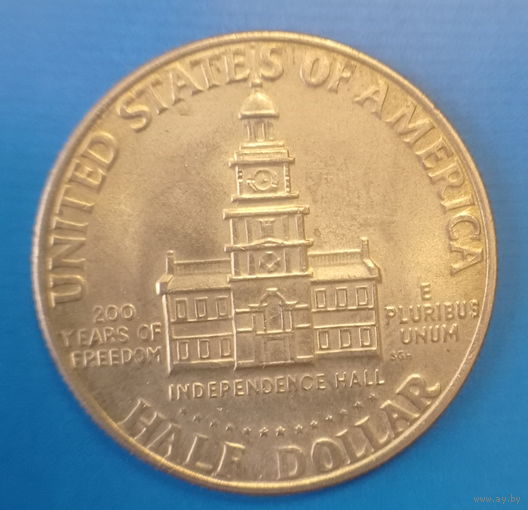 UNITED STATES OF AMERICA
200
YEARS OF
FREEDOM
E
PLURIBUS
UNUM
SG
INDEPENDENCE HALL
HALF DOLLAR
www.ay.by